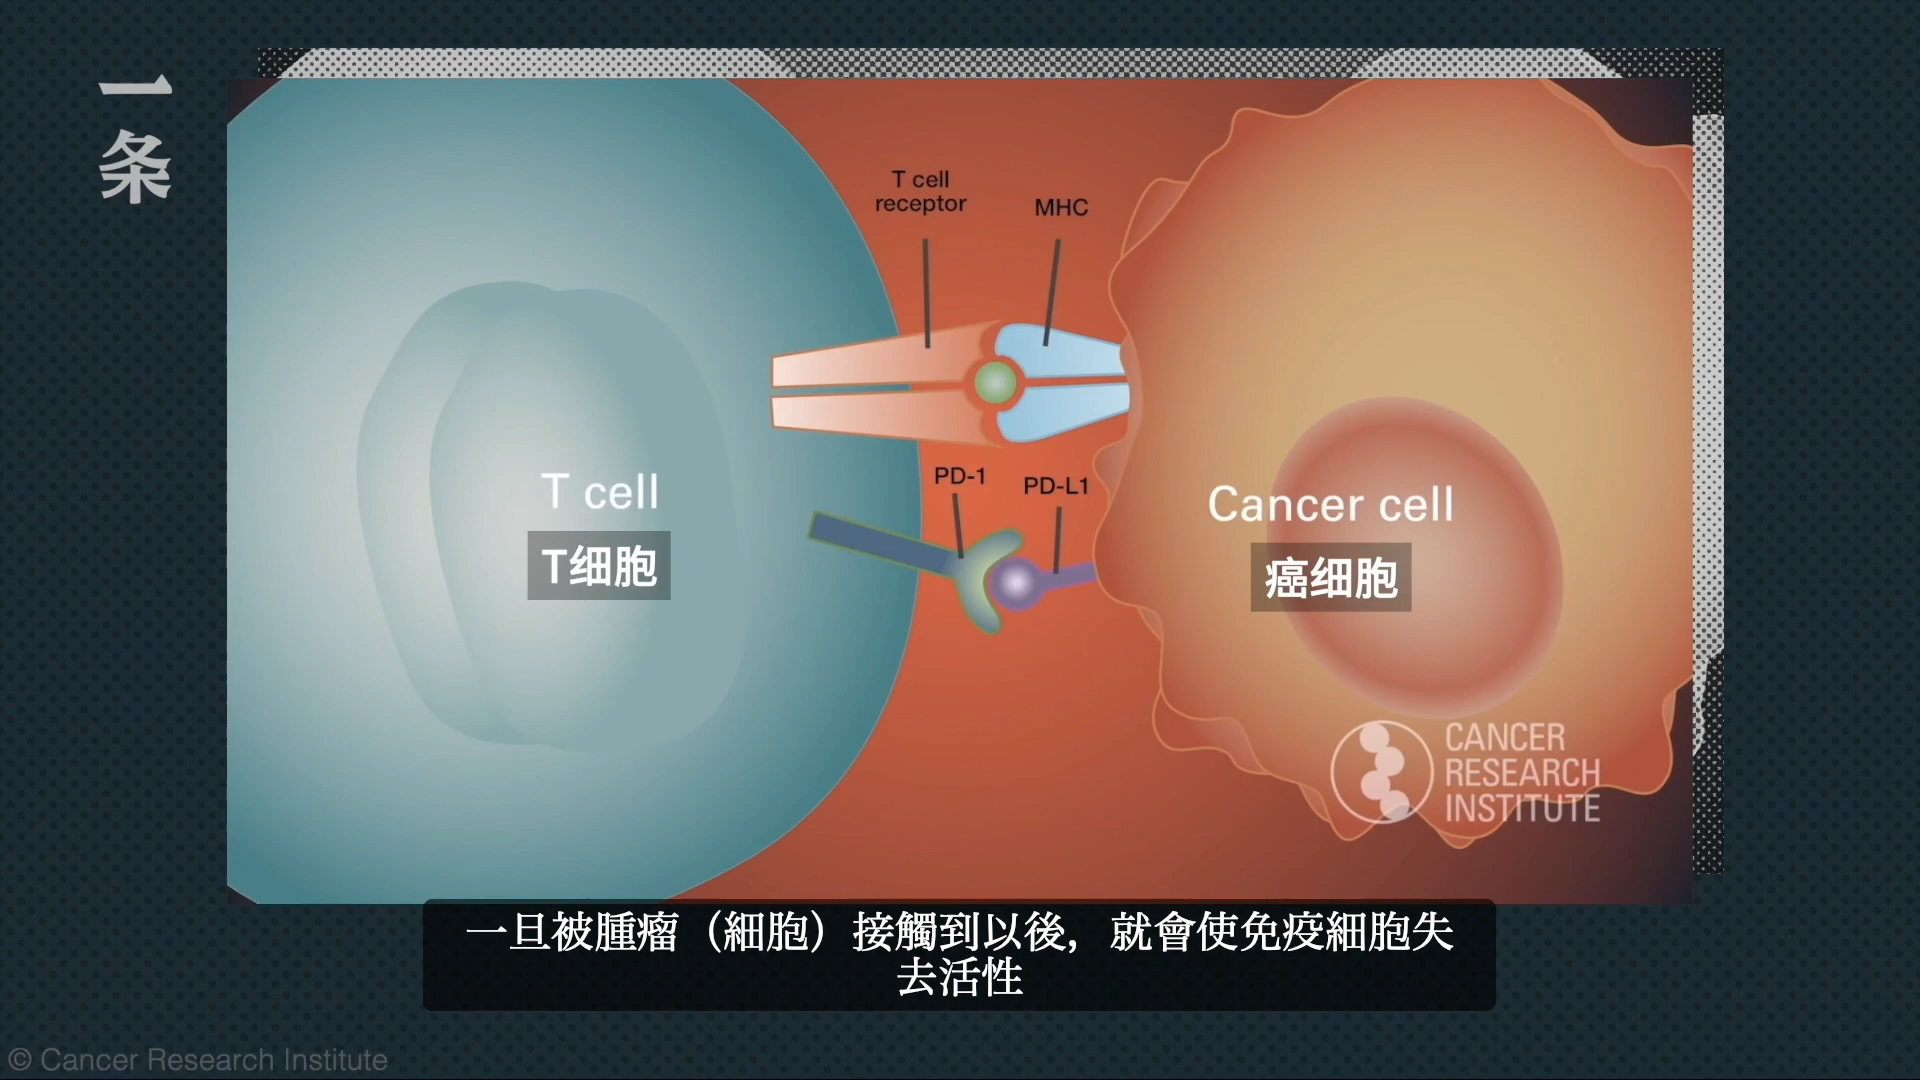 一条
T cell
receptor
MHC
PD-1
PD-L1
T cell
T细胞
Cancer cell
癌细胞
CANCER
RESEARCH
INSTITUTE
一旦被腫瘤（細胞）接觸到以後，就會使免疫細胞失
去活性
© Cancer Research Institute